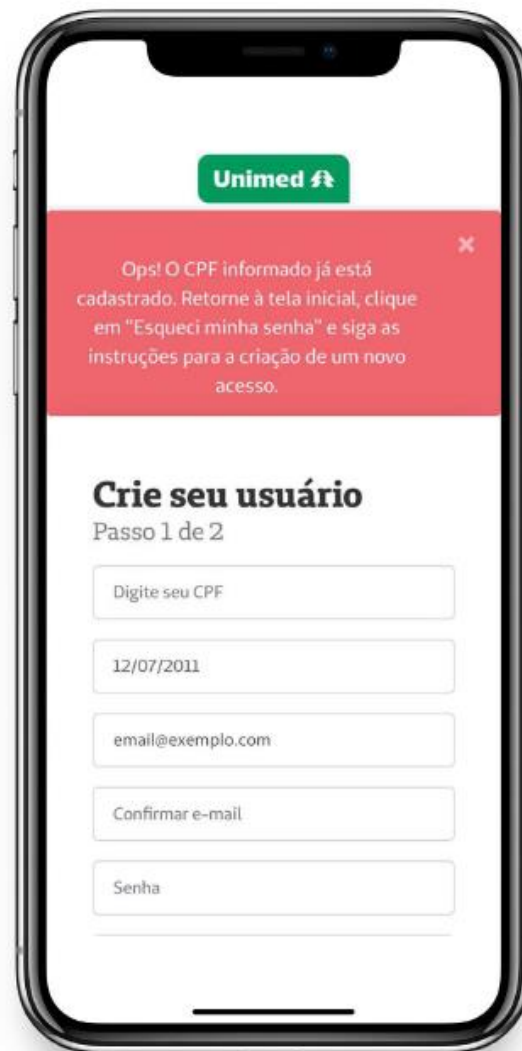 Unimed
×
Ops! O CPF informado já está
cadastrado. Retorne à tela inicial, clique
em "Esqueci minha senha" e siga as
instruções para a criação de um novo
acesso.
Crie seu usuário
Passo 1 de 2
Digite seu CPF
12/07/2011
email@exemplo.com
Confirmar e-mail
Senha